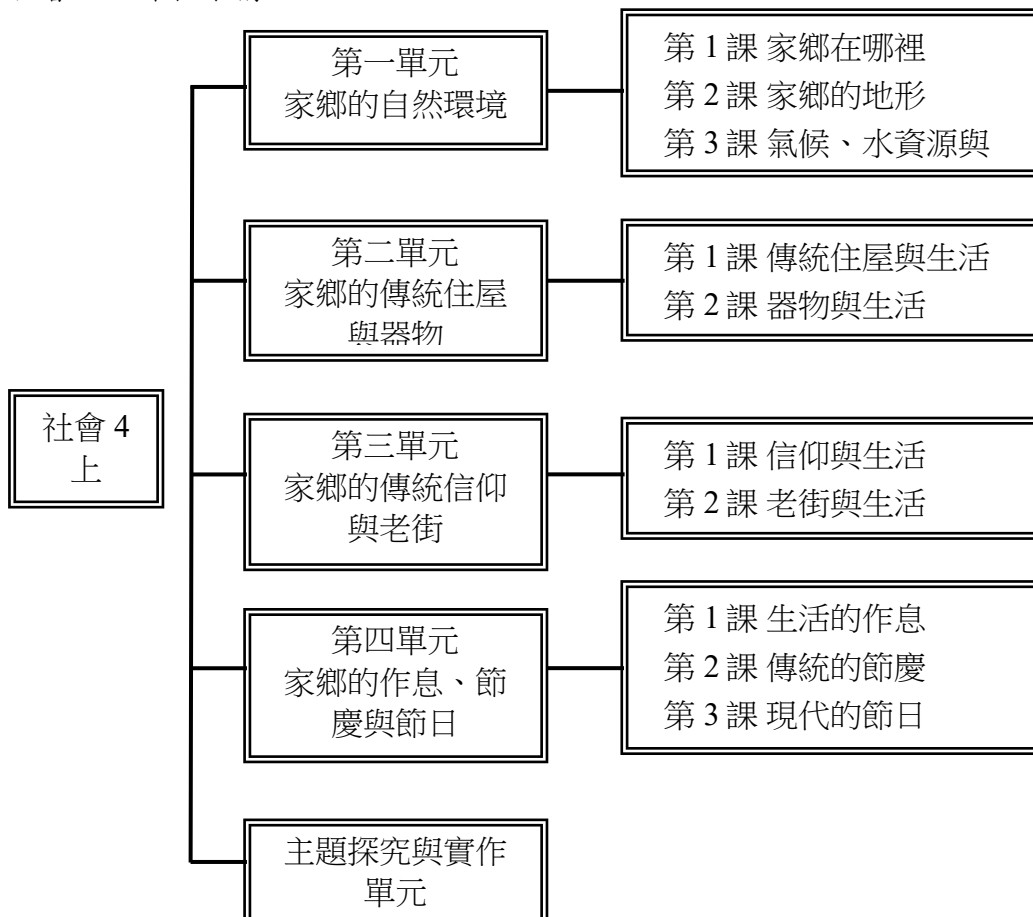 社會 4
上
第一單元
家鄉的自然環境
第 1 課 家鄉在哪裡
第 2 課 家鄉的地形
第 3 課 氣候、水資源與
第二單元
家鄉的傳統住屋
與器物
第 1 課 傳統住屋與生活
第 2 課 器物與生活
第三單元
家鄉的傳統信仰
與老街
第 1 課 信仰與生活
第 2 課 老街與生活
第四單元
家鄉的作息、節
慶與節日
第 1 課 生活的作息
第 2 課 傳統的節慶
第 3 課 現代的節日
主題探究與實作
單元